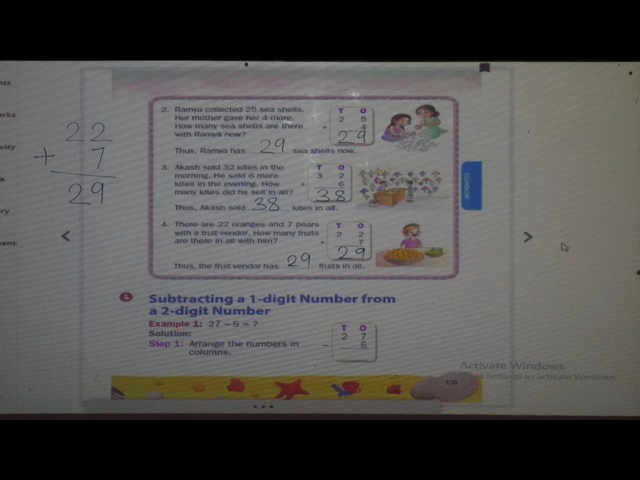 22
+ 7
29
2. Ramya collected 25 sea shells.
Her mother gave her 4 more.
How many sea shells are there
with Ramya now?
T O
2 5
+ 4
29
Thus, Ramya has 29 sea shells now.
3. Akash sold 32 kites in the
morning. He sold 6 more
kites in the evening. How
many kites did he sell in all?
T O
3 2
+ 6
38
Thus, Akash sold 38 kites in all.
4. There are 22 oranges and 7 pears
with a fruit vendor. How many fruits
are there in all with him?
T O
2 2
+ 7
29
Thus, the fruit vendor has 29 fruits in all.
Subtracting a 1-digit Number from
a 2-digit Number
Example 1: 27 – 5 = ?
Solution:
Step 1: Arrange the numbers in
columns.
T O
2 7
–
Activate Windows
Settings to activate Windows.